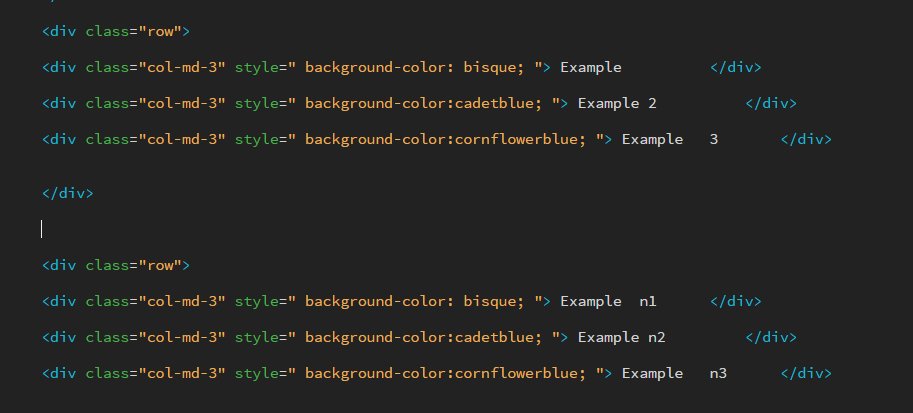 <div class="row">
<div class="col-md-3" style=" background-color: bisque; "> Example          </div>
<div class="col-md-3" style=" background-color:cadetblue; "> Example 2          </div>
<div class="col-md-3" style=" background-color:cornflowerblue; "> Example   3       </div>
</div>
<div class="row">
<div class="col-md-3" style=" background-color: bisque; "> Example  n1      </div>
<div class="col-md-3" style=" background-color:cadetblue; "> Example n2         </div>
<div class="col-md-3" style=" background-color:cornflowerblue; "> Example   n3      </div>